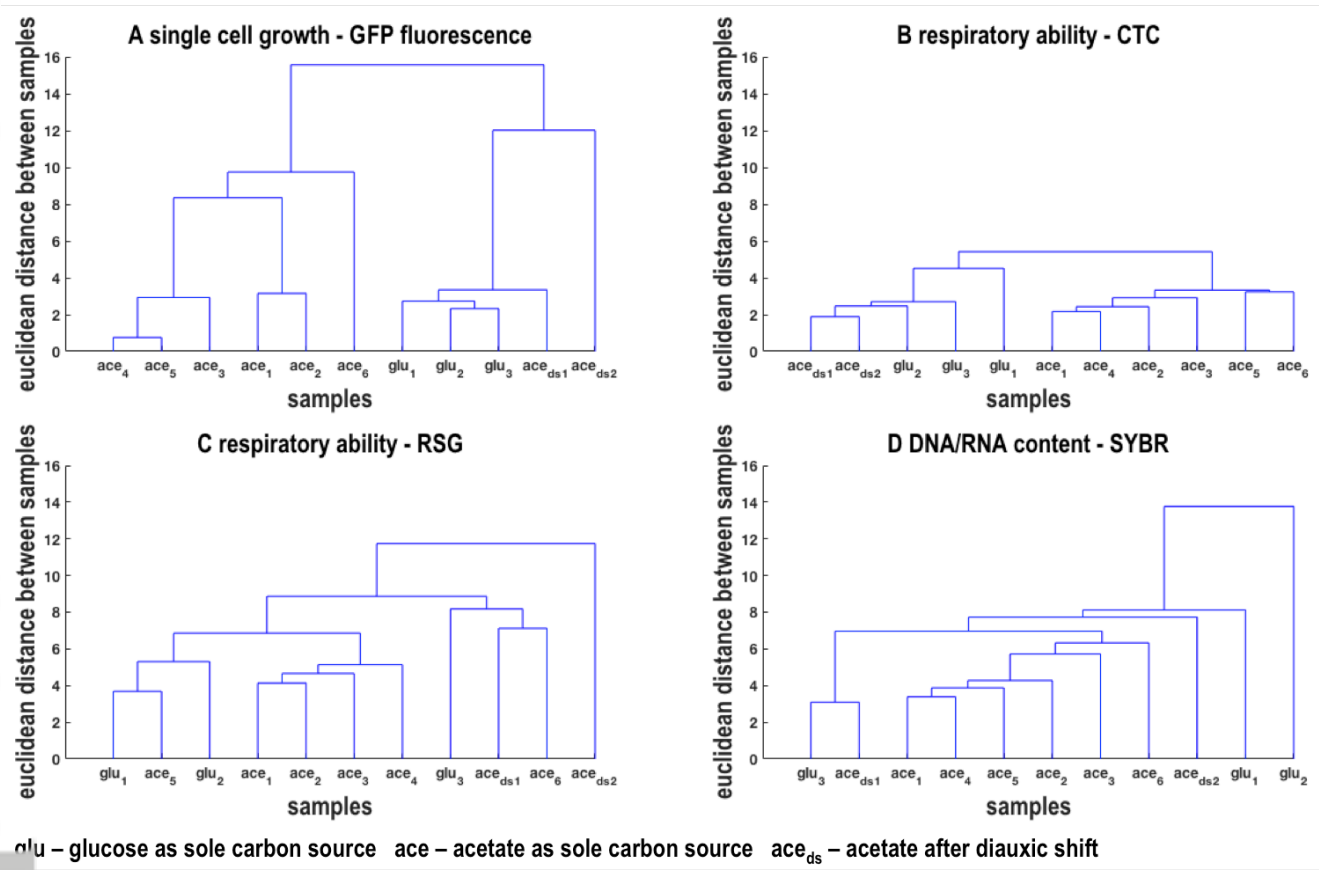 A single cell growth - GFP fluorescence
euclidean distance between samples
16
14
12
10
8
6
4
2
0
ace4 ace5 ace3 ace1 ace2 ace6 glu1 glu2 glu3 aceds1 aceds2
samples
B respiratory ability - CTC
euclidean distance between samples
16
14
12
10
8
6
4
2
0
aceds1 aceds2 glu2 glu3 glu1 ace1 ace4 ace2 ace3 ace5 ace6
samples
C respiratory ability - RSG
euclidean distance between samples
16
14
12
10
8
6
4
2
0
glu1 ace5 glu2 ace1 ace2 ace3 ace4 glu3 aceds1 ace6 aceds2
samples
D DNA/RNA content - SYBR
euclidean distance between samples
16
14
12
10
8
6
4
2
0
glu3 aceds1 ace1 ace4 ace5 ace2 ace3 ace6 aceds2 glu1 glu2
samples
glu – glucose as sole carbon source ace – acetate as sole carbon source aceds – acetate after diauxic shift